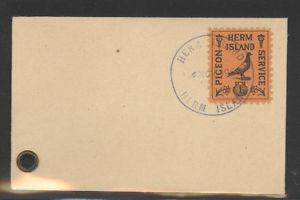 HERM
ISLAND
PIGEON
SERVICE
HERM ISLAND